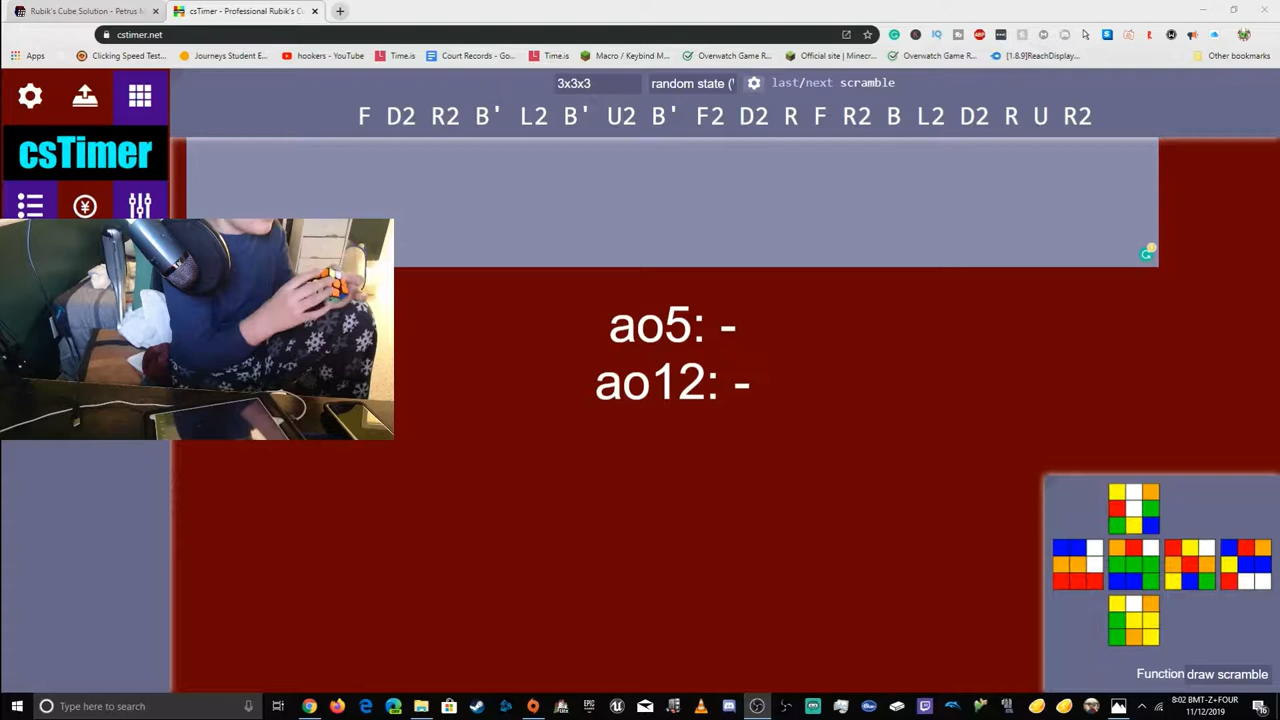 Rubik's Cube Solution - Petrus M
csTimer - Professional Rubik's Cu
cstimer.net
Apps
Clicking Speed Test...
Journeys Student E...
hookers - YouTube
Time.is
Court Records - Go...
Time.is
Macro / Keybind M...
Overwatch Game R...
Official site | Minecr...
Overwatch Game R...
[1.8.9]ReachDisplay...
Other bookmarks
3x3x3
random state (
last/next scramble
F D2 R2 B' L2 B' U2 B' F2 D2 R F R2 B L2 D2 R U R2
csTimer
ao5: -
ao12: -
Function draw scramble
Type here to search
8:02 BMT-Z+FOUR
11/12/2019